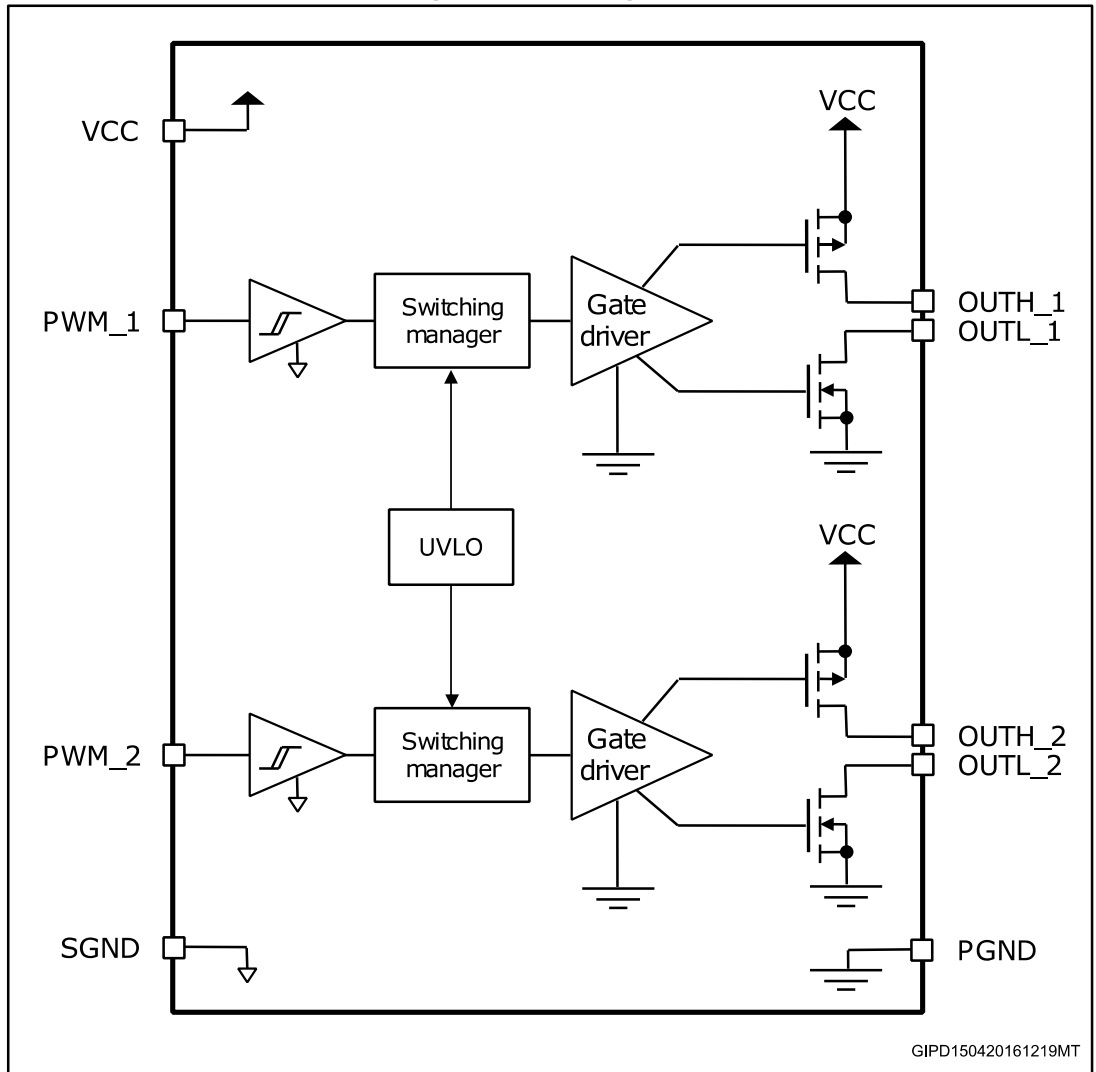 VCC
VCC
PWM_1
Switching
manager
Gate
driver
OUTH_1
OUTL_1
UVLO
VCC
PWM_2
Switching
manager
Gate
driver
OUTH_2
OUTL_2
SGND
PGND
GIPD150420161219MT